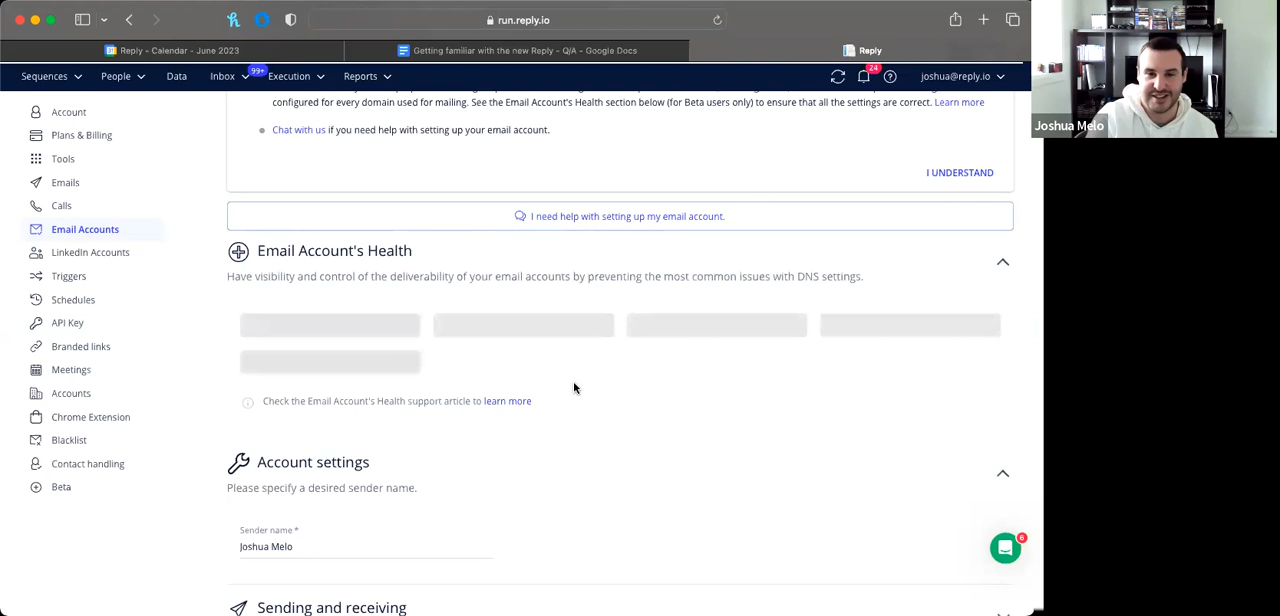 run.reply.io
Reply - Calendar - June 2023
Getting familiar with the new Reply - Q/A - Google Docs
Reply
Sequences
People
Data
Inbox
99+
Execution
Reports
24
joshua@reply.io
Joshua Melo
Account
Plans & Billing
Tools
Emails
Calls
Email Accounts
LinkedIn Accounts
Triggers
Schedules
API Key
Branded links
Meetings
Accounts
Chrome Extension
Blacklist
Contact handling
Beta
configured for every domain used for mailing. See the Email Account's Health section below (for Beta users only) to ensure that all the settings are correct. Learn more
Chat with us if you need help with setting up your email account.
I UNDERSTAND
I need help with setting up my email account.
Email Account's Health
Have visibility and control of the deliverability of your email accounts by preventing the most common issues with DNS settings.
Check the Email Account's Health support article to learn more
Account settings
Please specify a desired sender name.
Sender name *
Joshua Melo
6
Sending and receiving